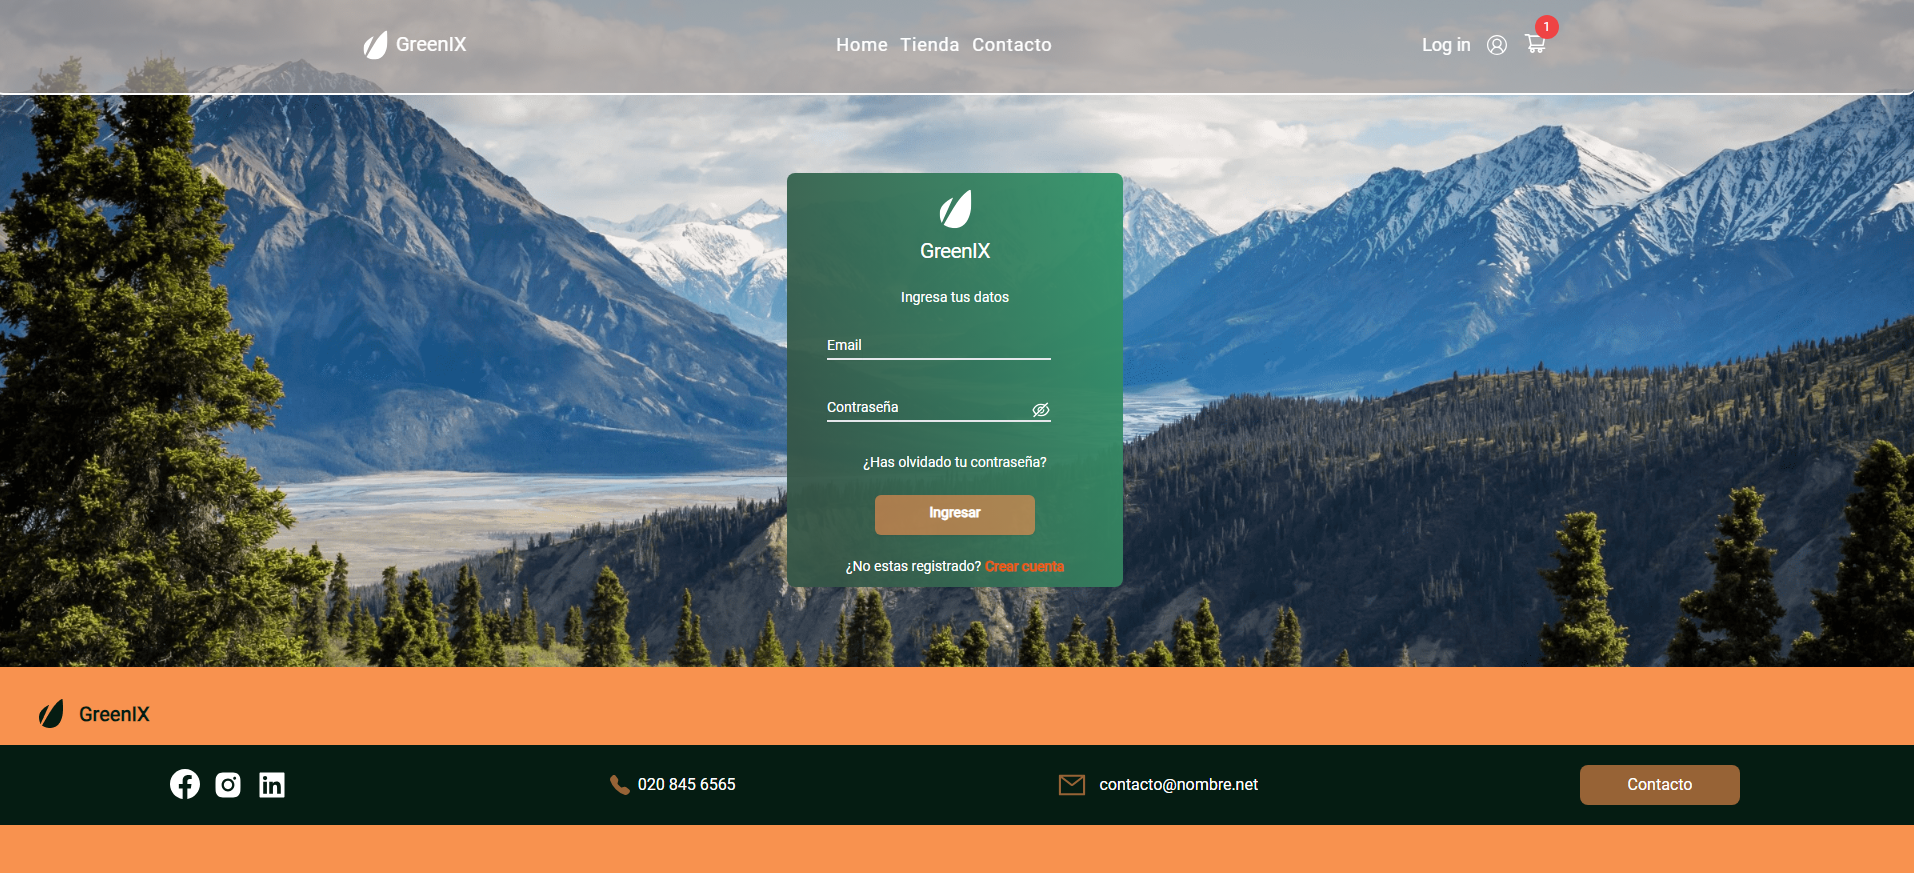 GreenIX
Home Tienda Contacto
Log in
1
GreenIX
Ingresa tus datos
Email
Contraseña
¿Has olvidado tu contraseña?
Ingresar
¿No estas registrado? Crear cuenta
GreenIX
020 845 6565
contacto@nombre.net
Contacto